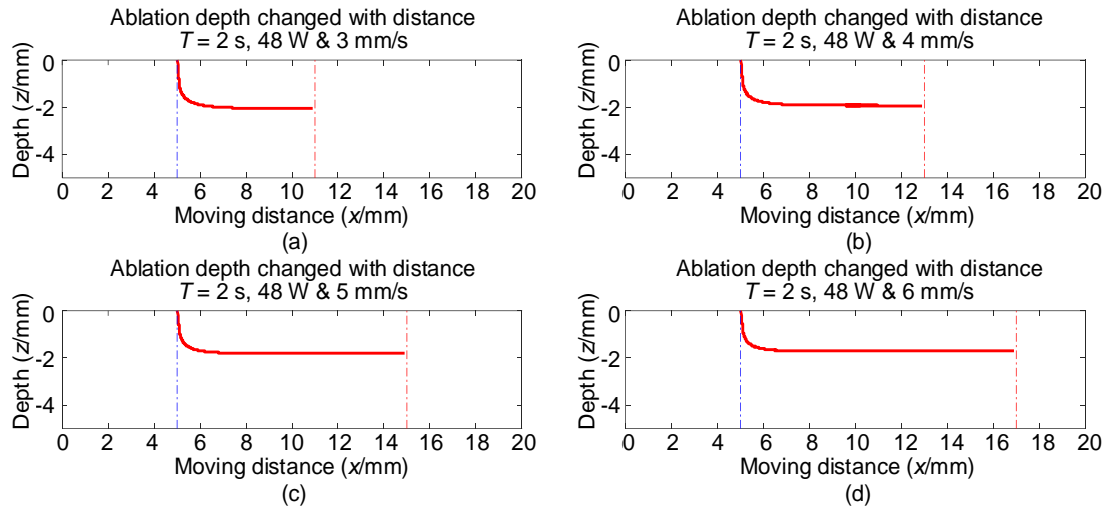 Ablation depth changed with distance
T = 2 s, 48 W & 3 mm/s
0
-2
-4
Depth (z/mm)
0 2 4 6 8 10 12 14 16 18 20
Moving distance (x/mm)
(a)
Ablation depth changed with distance
T = 2 s, 48 W & 4 mm/s
0
-2
-4
Depth (z/mm)
0 2 4 6 8 10 12 14 16 18 20
Moving distance (x/mm)
(b)
Ablation depth changed with distance
T = 2 s, 48 W & 5 mm/s
0
-2
-4
Depth (z/mm)
0 2 4 6 8 10 12 14 16 18 20
Moving distance (x/mm)
(c)
Ablation depth changed with distance
T = 2 s, 48 W & 6 mm/s
0
-2
-4
Depth (z/mm)
0 2 4 6 8 10 12 14 16 18 20
Moving distance (x/mm)
(d)